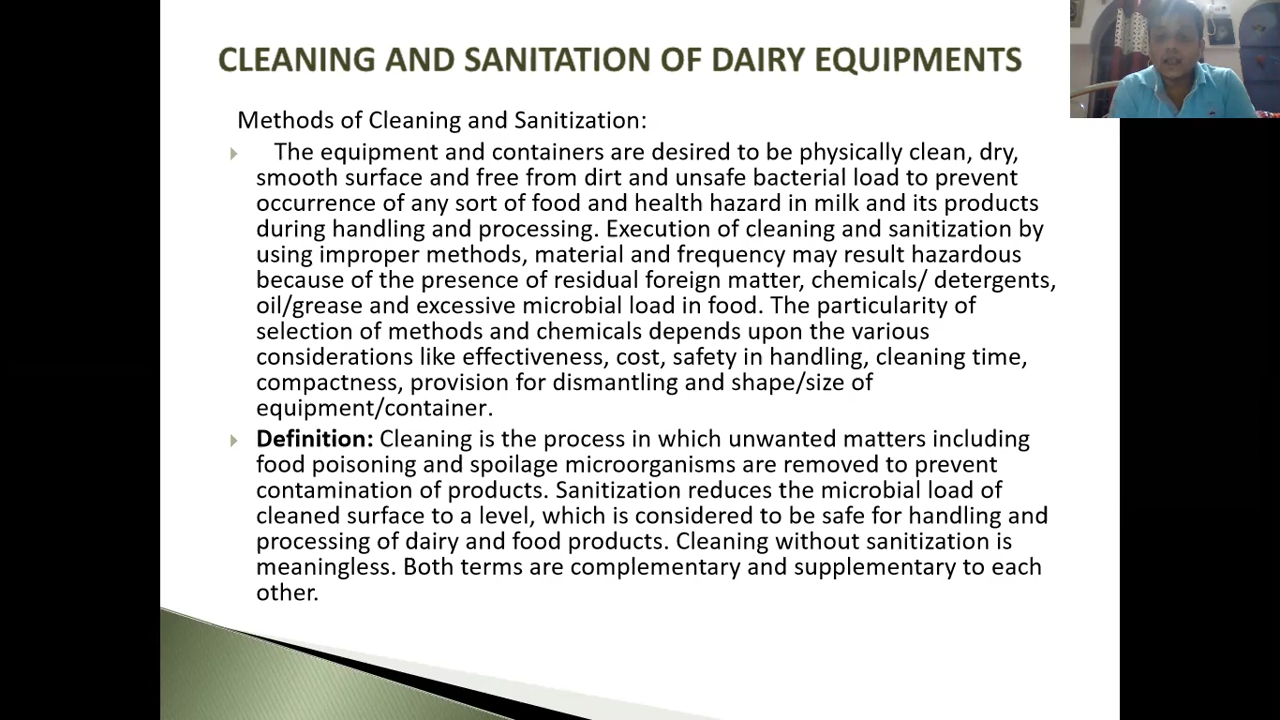 CLEANING AND SANITATION OF DAIRY EQUIPMENTS
Methods of Cleaning and Sanitization:
The equipment and containers are desired to be physically clean, dry,
smooth surface and free from dirt and unsafe bacterial load to prevent
occurrence of any sort of food and health hazard in milk and its products
during handling and processing. Execution of cleaning and sanitization by
using improper methods, material and frequency may result hazardous
because of the presence of residual foreign matter, chemicals/ detergents,
oil/grease and excessive microbial load in food. The particularity of
selection of methods and chemicals depends upon the various
considerations like effectiveness, cost, safety in handling, cleaning time,
compactness, provision for dismantling and shape/size of
equipment/container.
Definition: Cleaning is the process in which unwanted matters including
food poisoning and spoilage microorganisms are removed to prevent
contamination of products. Sanitization reduces the microbial load of
cleaned surface to a level, which is considered to be safe for handling and
processing of dairy and food products. Cleaning without sanitization is
meaningless. Both terms are complementary and supplementary to each
other.